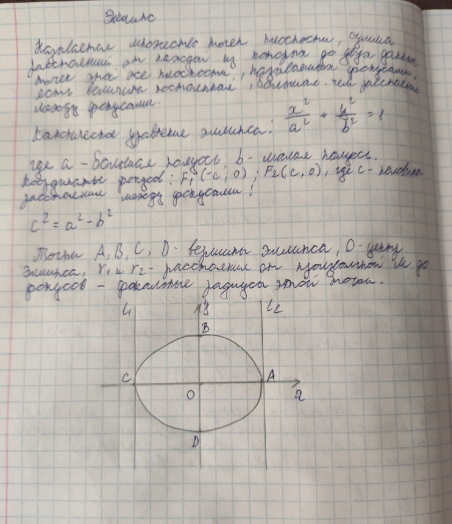 Эллипс
Называется множество точек плоскости, сумма
расстояний от каждой из которых до двух данных
точек этой же плоскости, называемых фокусами,
есть величина постоянная, большая чем расстояние
между фокусами.
Каноническое уравнение эллипса: x²/a² + y²/b² = 1
где a - большая полуось, b - малая полуось.
Координаты фокусов: F₁(-c; 0); F₂(c; 0), где c - половина
расстояния между фокусами!
c² = a² - b²
Точки A, B, C, D - вершины эллипса, O - центр
эллипса, r₁ и r₂ - расстояния от произвольной M до
фокусов - фокальные радиусы этой точки.
l₁ y l₂
B
C A
O
D